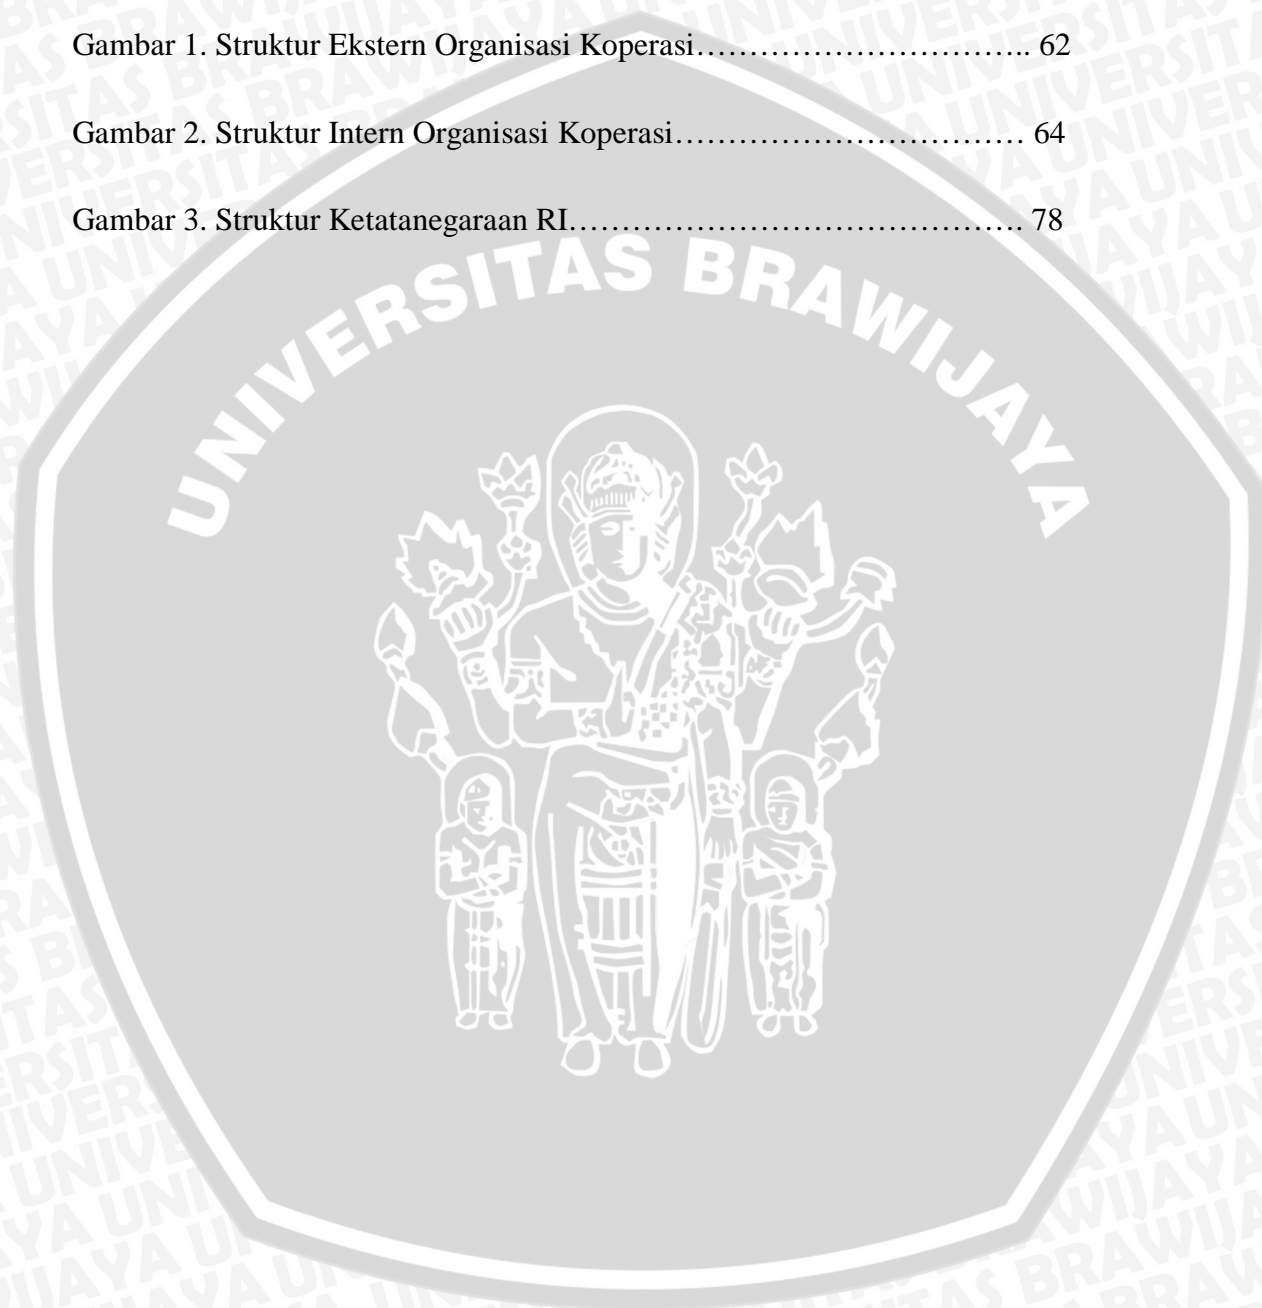 Gambar 1. Struktur Ekstern Organisasi Koperasi…………………………….. 62
Gambar 2. Struktur Intern Organisasi Koperasi…………………………… 64
Gambar 3. Struktur Ketatanegaraan RI……………………………………. 78
UNIVERSITAS BRAWIJAYA